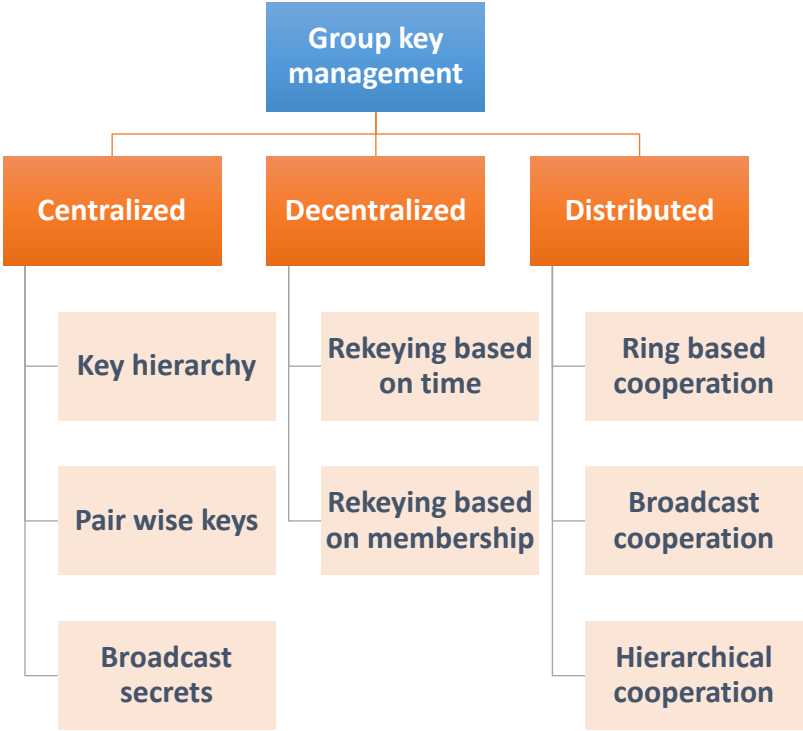 Group key
management
Centralized
Decentralized
Distributed
Key hierarchy
Pair wise keys
Broadcast
secrets
Rekeying based
on time
Rekeying based
on membership
Ring based
cooperation
Broadcast
cooperation
Hierarchical
cooperation